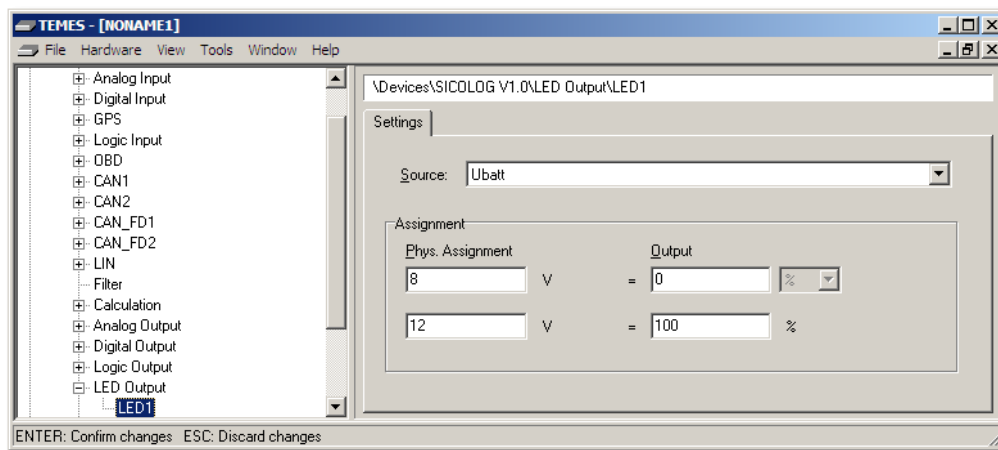 TEMES - [NONAME1]
File Hardware View Tools Window Help
Analog Input
Digital Input
GPS
Logic Input
OBD
CAN1
CAN2
CAN_FD1
CAN_FD2
LIN
Filter
Calculation
Analog Output
Digital Output
Logic Output
LED Output
LED1
\Devices\SICOLOG V1.0\LED Output\LED1
Settings
Source: Ubatt
Assignment
Phys. Assignment Output
8 V = 0 %
12 V = 100 %
ENTER: Confirm changes ESC: Discard changes